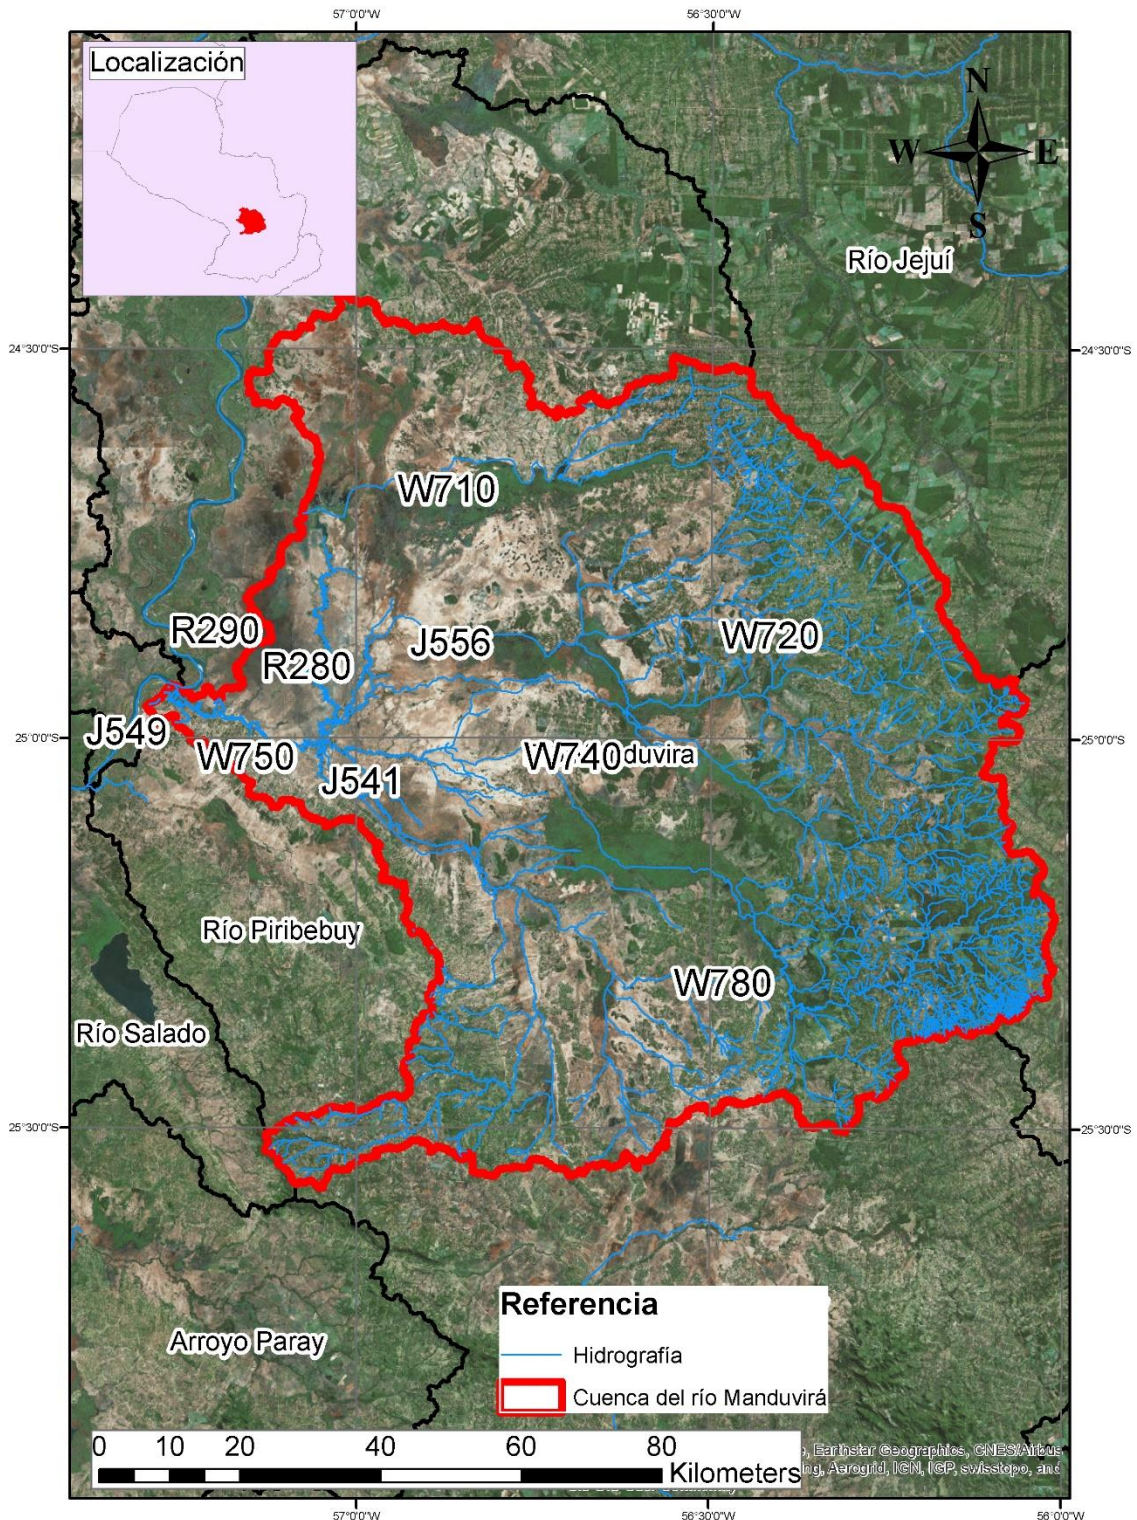 57°0'0"W
56°30'0"W
Localización
N
W
E
S
Río Jejuí
24°30'0"S
24°30'0"S
W710
R290
R280
J556
W720
J549
W750
J541
W740
duvira
25°0'0"S
25°0'0"S
Río Piribebuy
W780
Río Salado
25°30'0"S
25°30'0"S
Arroyo Paray
Referencia
Hidrografía
Cuenca del río Manduvirá
0 10 20 40 60 80
Kilometers
Earthstar Geographics, CNES/Airbus
Aerogrid, IGN, IGP, swisstopo, and
57°0'0"W
56°30'0"W
56°0'0"W